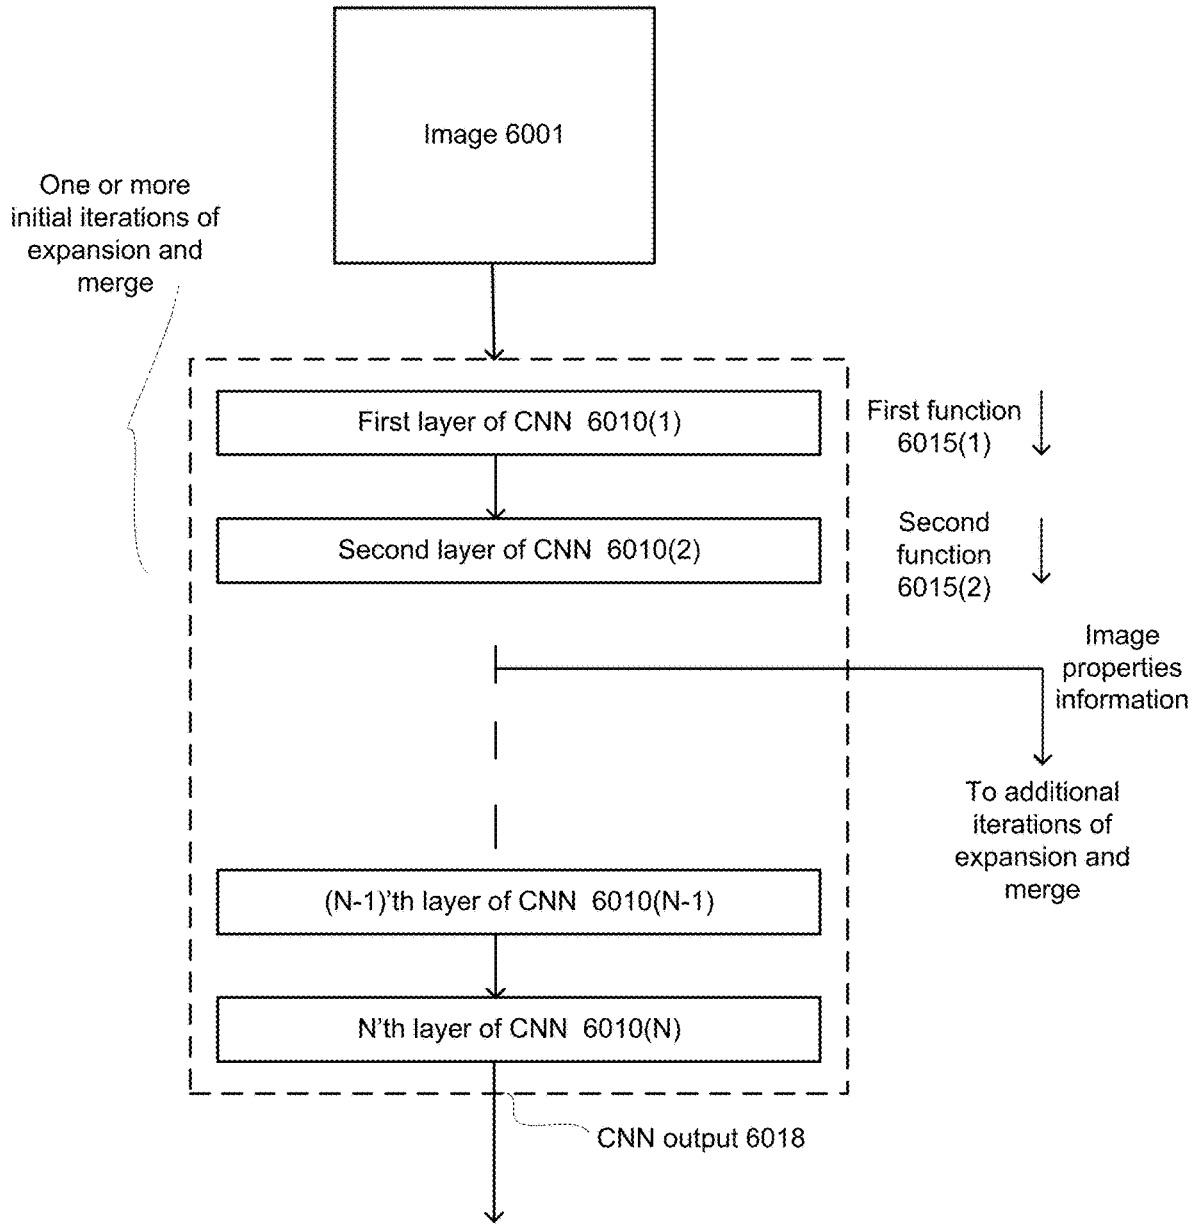 Image 6001
One or more
initial iterations of
expansion and
merge
First layer of CNN 6010(1)
First function
6015(1)
Second layer of CNN 6010(2)
Second
function
6015(2)
Image
properties
information
To additional
iterations of
expansion and
merge
(N-1)'th layer of CNN 6010(N-1)
N'th layer of CNN 6010(N)
CNN output 6018